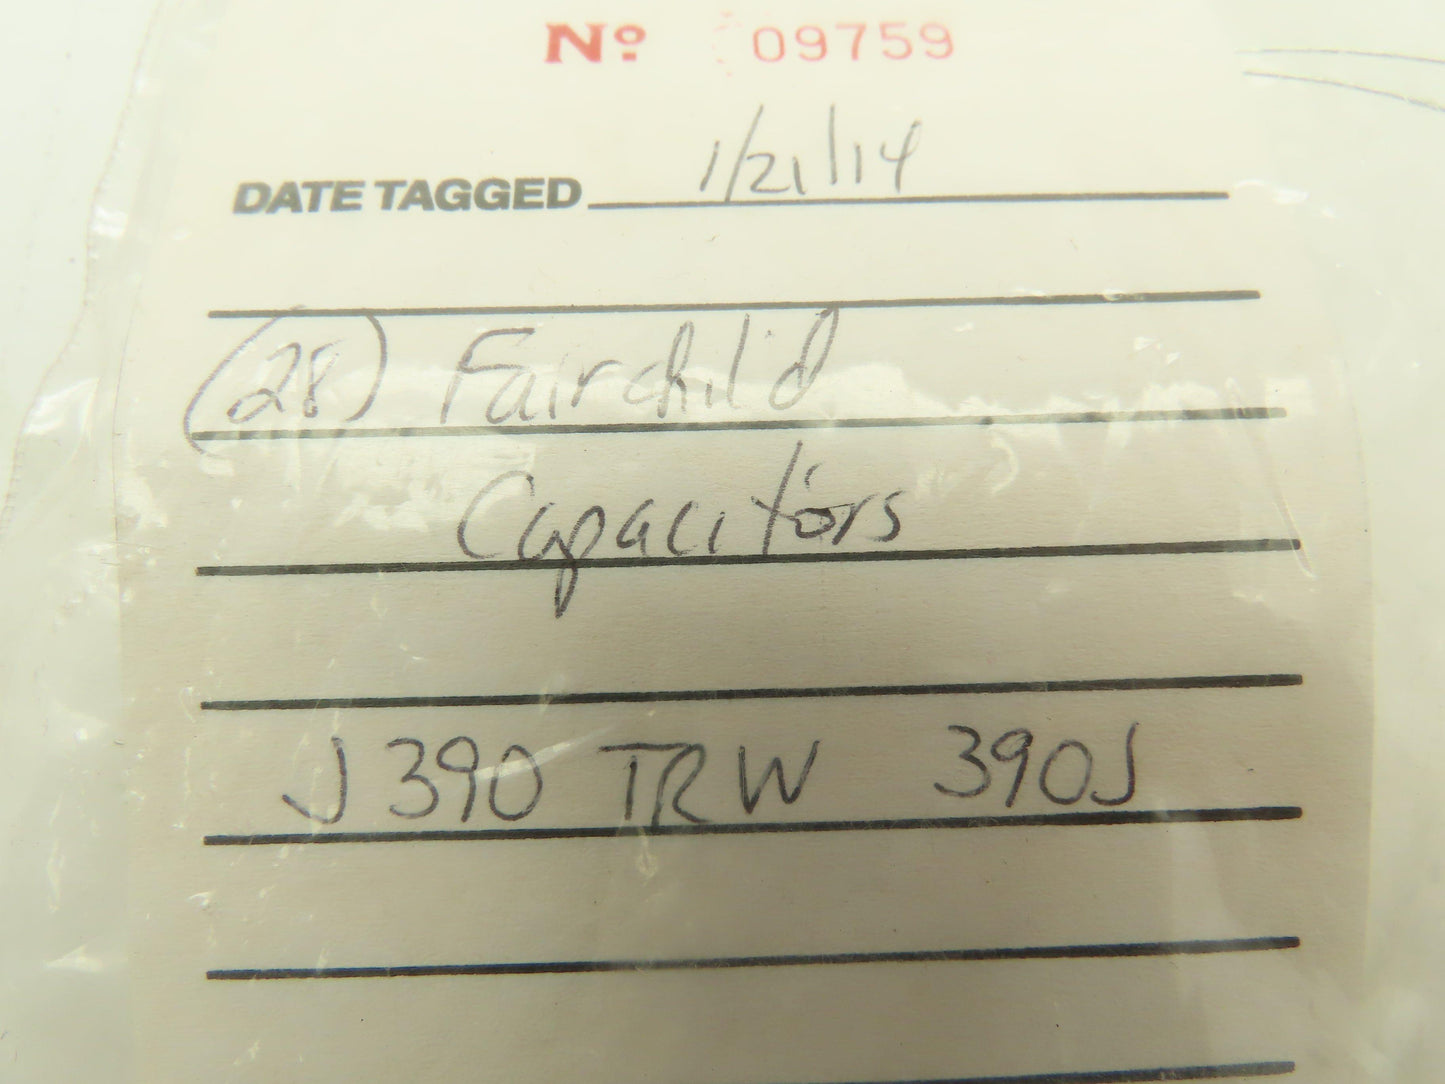 Nº 09759
DATE TAGGED 1/21/14
(28) Fairchild
Capacitors
J390 TRW 390J